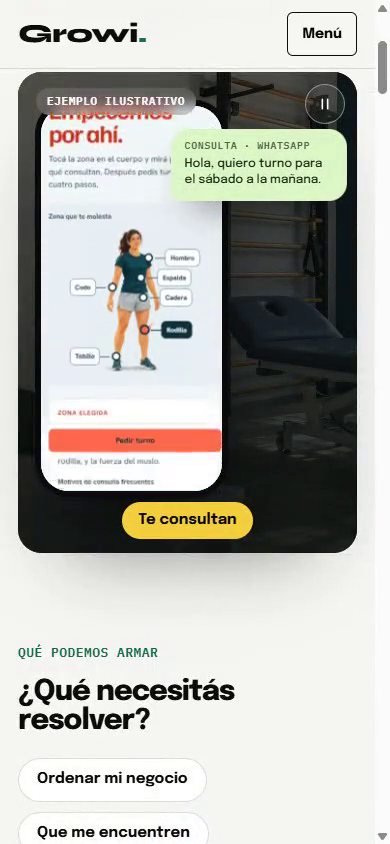 Growi.
Menú
EJEMPLO ILUSTRATIVO
Empecemos
por ahí.
Tocá la zona en el cuerpo y mirá
qué consultan. Después pedís tur
cuatro pasos.
CONSULTA · WHATSAPP
Hola, quiero turno para
el sábado a la mañana.
Zona que te molesta
Hombro
Espalda
Codo
Cadera
Rodilla
Tobillo
ZONA ELEGIDA
Pedir turno
rodilla, y la fuerza del muslo.
Motivos de consulta frecuentes
Te consultan
QUÉ PODEMOS ARMAR
¿Qué necesitás
resolver?
Ordenar mi negocio
Que me encuentren